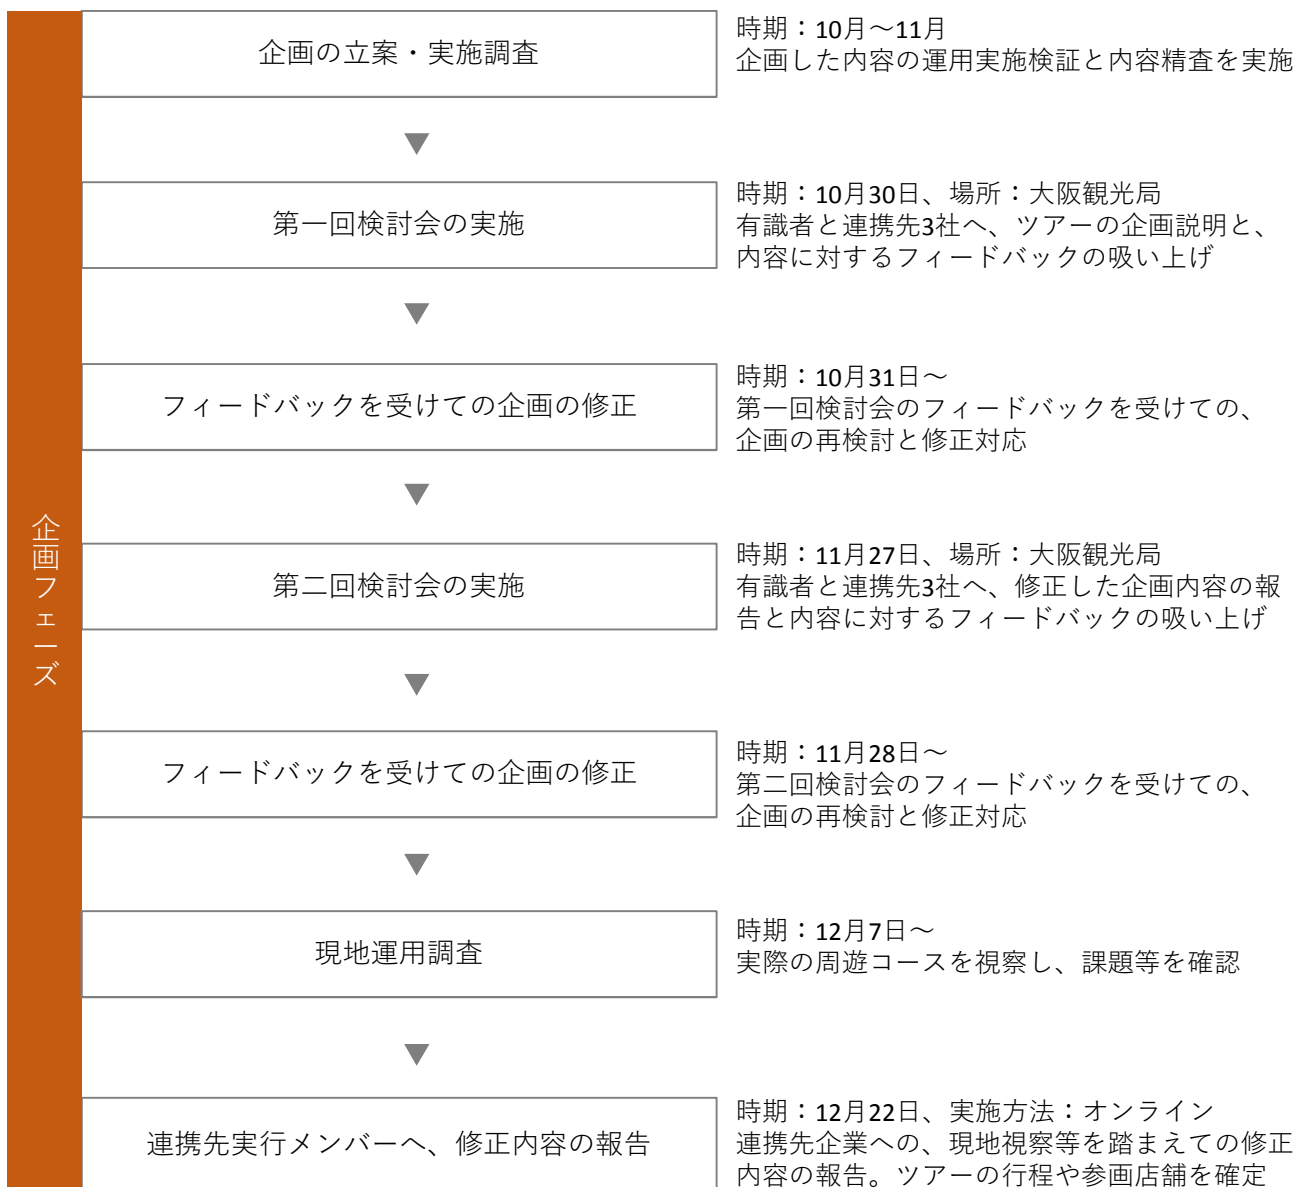 企画フェーズ
企画の立案・実施調査
時期：10月～11月
企画した内容の運用実施検証と内容精査を実施
▼
第一回検討会の実施
時期：10月30日、場所：大阪観光局
有識者と連携先3社へ、ツアーの企画説明と、
内容に対するフィードバックの吸い上げ
▼
フィードバックを受けての企画の修正
時期：10月31日～
第一回検討会のフィードバックを受けての、
企画の再検討と修正対応
▼
第二回検討会の実施
時期：11月27日、場所：大阪観光局
有識者と連携先3社へ、修正した企画内容の報
告と内容に対するフィードバックの吸い上げ
▼
フィードバックを受けての企画の修正
時期：11月28日～
第二回検討会のフィードバックを受けての、
企画の再検討と修正対応
▼
現地運用調査
時期：12月7日～
実際の周遊コースを視察し、課題等を確認
▼
連携先実行メンバーへ、修正内容の報告
時期：12月22日、実施方法：オンライン
連携先企業への、現地視察等を踏まえての修正
内容の報告。ツアーの行程や参画店舗を確定